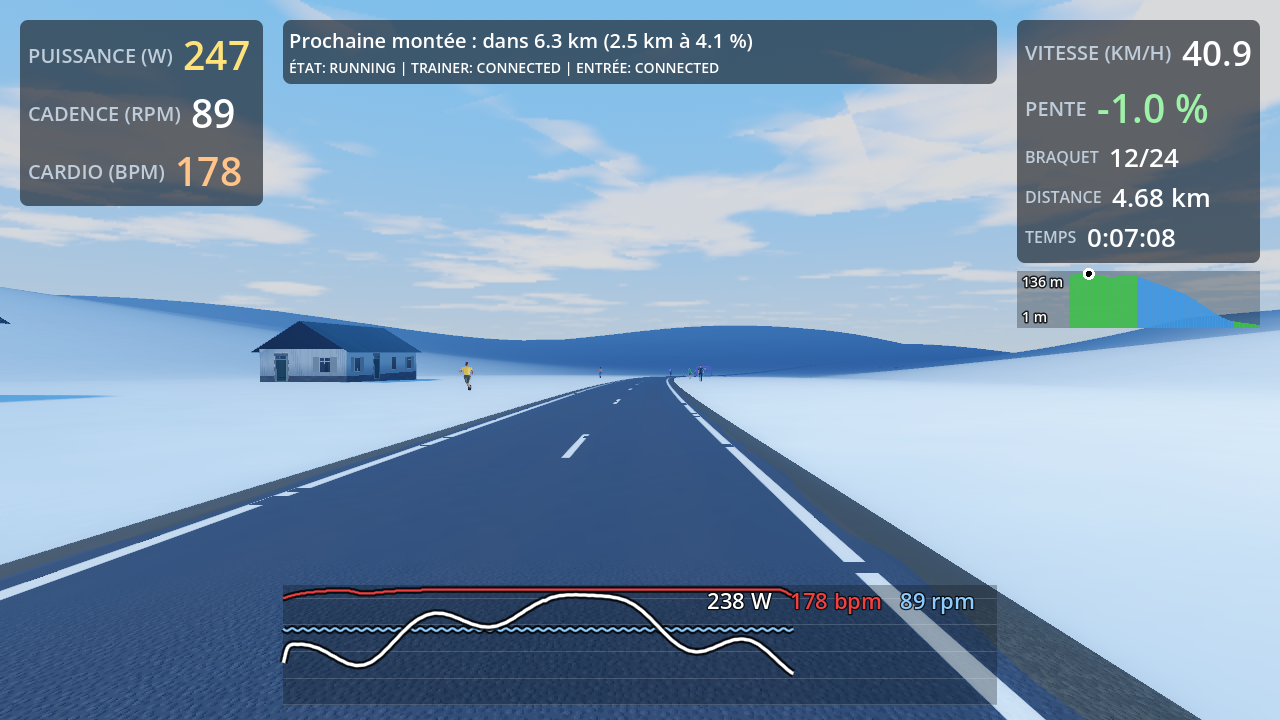 PUISSANCE (W) 247
CADENCE (RPM) 89
CARDIO (BPM) 178
Prochaine montée : dans 6.3 km (2.5 km à 4.1 %)
ÉTAT: RUNNING | TRAINER: CONNECTED | ENTRÉE: CONNECTED
VITESSE (KM/H) 40.9
PENTE -1.0 %
BRAQUET 12/24
DISTANCE 4.68 km
TEMPS 0:07:08
136 m
1 m
238 W 178 bpm 89 rpm